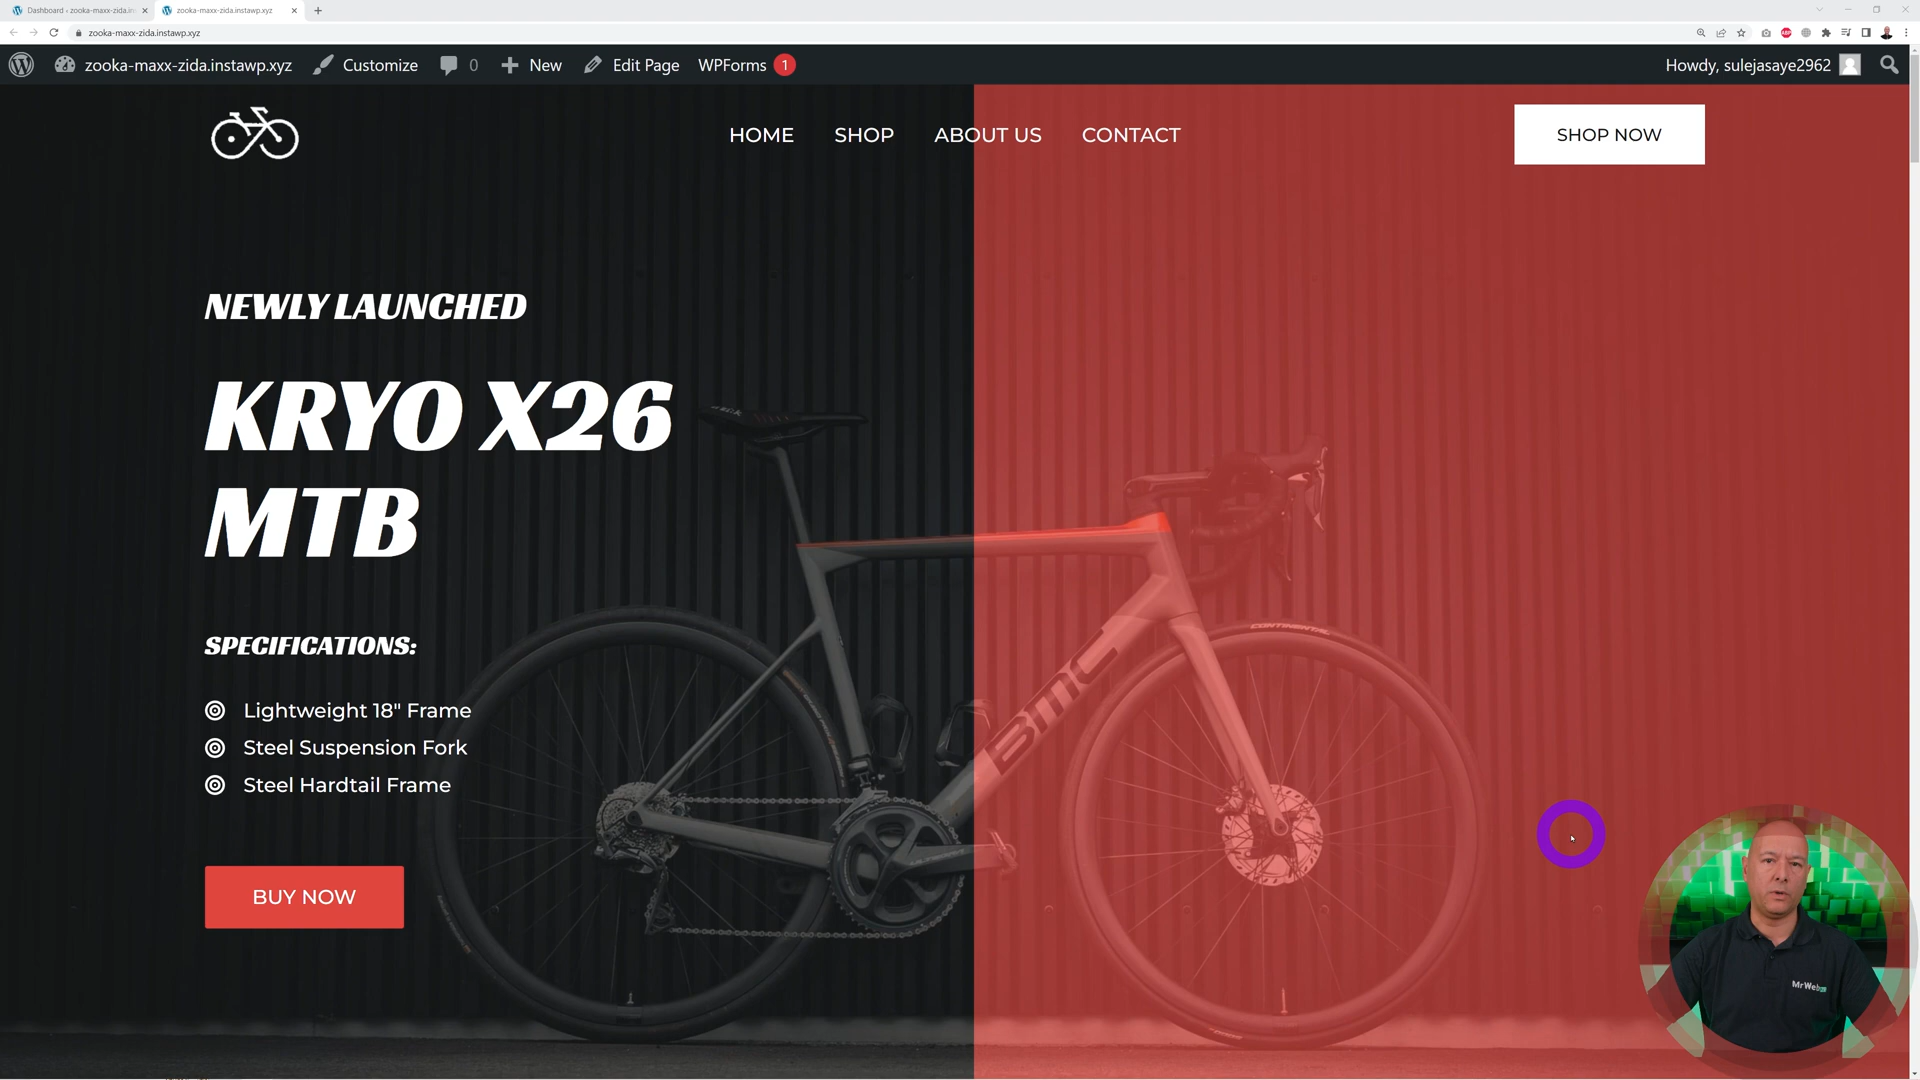 Dashboard ‹ zooka-maxx-zida.in
zooka-maxx-zida.instawp.xyz
zooka-maxx-zida.instawp.xyz
zooka-maxx-zida.instawp.xyz
Customize
0
New
Edit Page
WPForms
1
Howdy, sulejasaye2962
HOME
SHOP
ABOUT US
CONTACT
SHOP NOW
NEWLY LAUNCHED
KRYO X26
MTB
SPECIFICATIONS:
Lightweight 18" Frame
Steel Suspension Fork
Steel Hardtail Frame
BUY NOW
CONTINENTAL
BMC
ABP
MrWeb